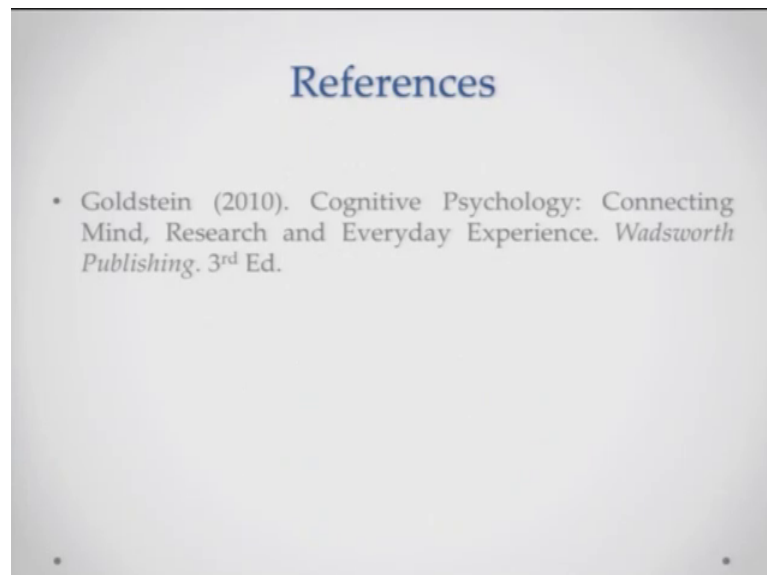 References
• Goldstein (2010). Cognitive Psychology: Connecting
Mind, Research and Everyday Experience. Wadsworth
Publishing. 3rd Ed.